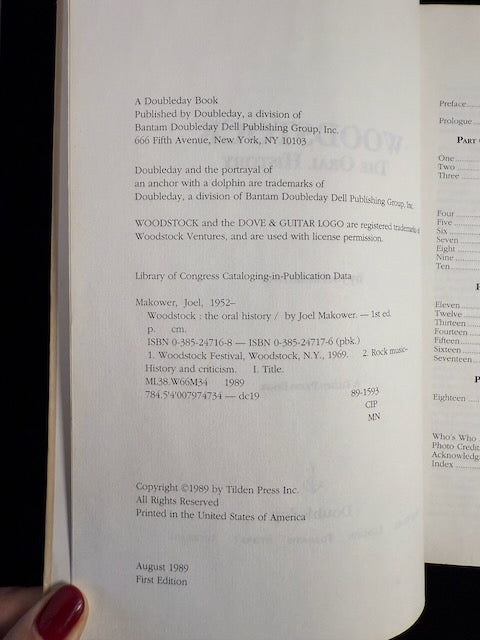 A Doubleday Book
Published by Doubleday, a division of
Bantam Doubleday Dell Publishing Group, Inc.
666 Fifth Avenue, New York, NY 10103
Doubleday and the portrayal of
an anchor with a dolphin are trademarks of
Doubleday, a division of Bantam Doubleday Dell Publishing Group, Inc.
WOODSTOCK and the DOVE & GUITAR LOGO are registered trademarks of
Woodstock Ventures, and are used with license permission.
Library of Congress Cataloging-in-Publication Data
Makower, Joel, 1952–
Woodstock : the oral history / by Joel Makower. — 1st ed.
p. cm.
ISBN 0-385-24716-8 — ISBN 0-385-24717-6 (pbk.)
1. Woodstock Festival, Woodstock, N.Y., 1969. 2. Rock music–
History and criticism. I. Title.
ML38.W66M34 1989
784.5'4'007974734 — dc19 89-1593
CIP
MN
Copyright ©1989 by Tilden Press Inc.
All Rights Reserved
Printed in the United States of America
August 1989
First Edition
Preface....
Prologue....
PART
One....
Two....
Three....
Four....
Five....
Six....
Seven....
Eight....
Nine....
Ten....
Eleven....
Twelve....
Thirteen....
Fourteen....
Fifteen....
Sixteen....
Seventeen....
P
Eighteen....
Who's Who
Photo Credit
Acknowledg
Index....